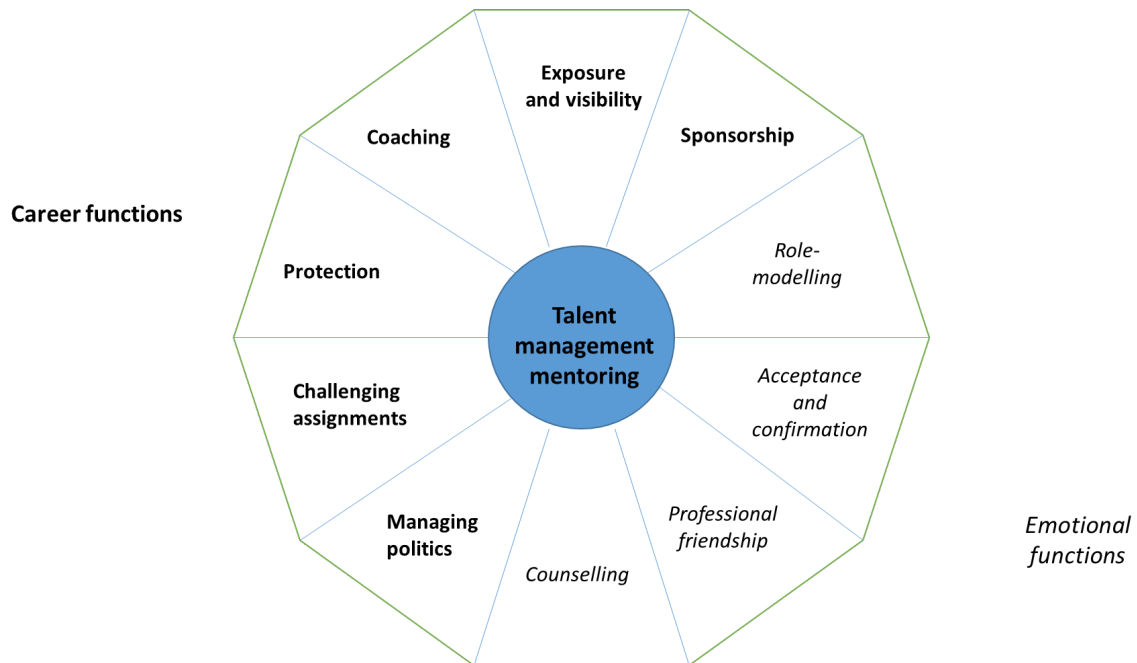 Exposure
and visibility
Coaching
Sponsorship
Career functions
Role-
modelling
Protection
Talent
management
mentoring
Challenging
assignments
Acceptance
and
confirmation
Managing
politics
Professional
friendship
Counselling
Emotional
functions